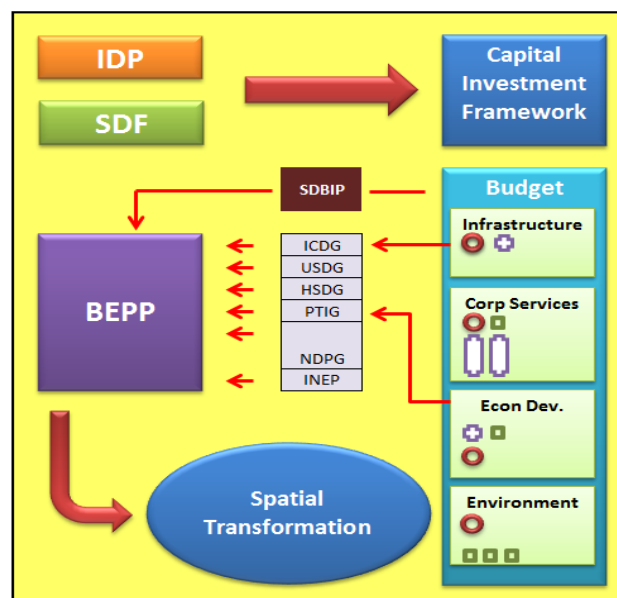 IDP
SDF
Capital
Investment
Framework
SDBIP
Budget
Infrastructure
ICDG
USDG
HSDG
PTIG
NDPG
INEP
BEPP
Corp Services
Econ Dev.
Environment
Spatial
Transformation